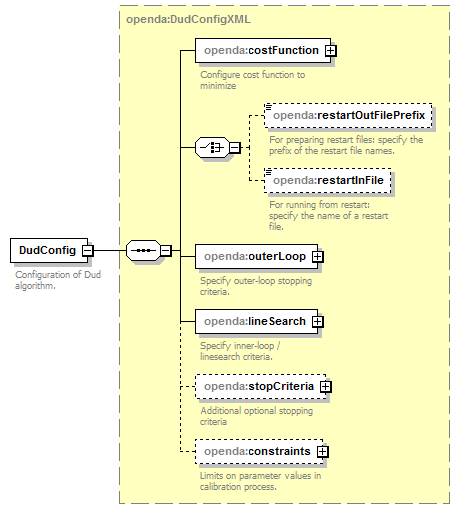 openda:DudConfigXML
openda:costFunction
Configure cost function to
minimize
openda:restartOutFilePrefix
For preparing restart files: specify the
prefix of the restart file names.
openda:restartInFile
For running from restart:
specify the name of a restart
file.
DudConfig
Configuration of Dud
algorithm.
openda:outerLoop
Specify outer-loop stopping
criteria.
openda:lineSearch
Specify inner-loop /
linesearch criteria.
openda:stopCriteria
Additional optional stopping
criteria
openda:constraints
Limits on parameter values in
calibration process.